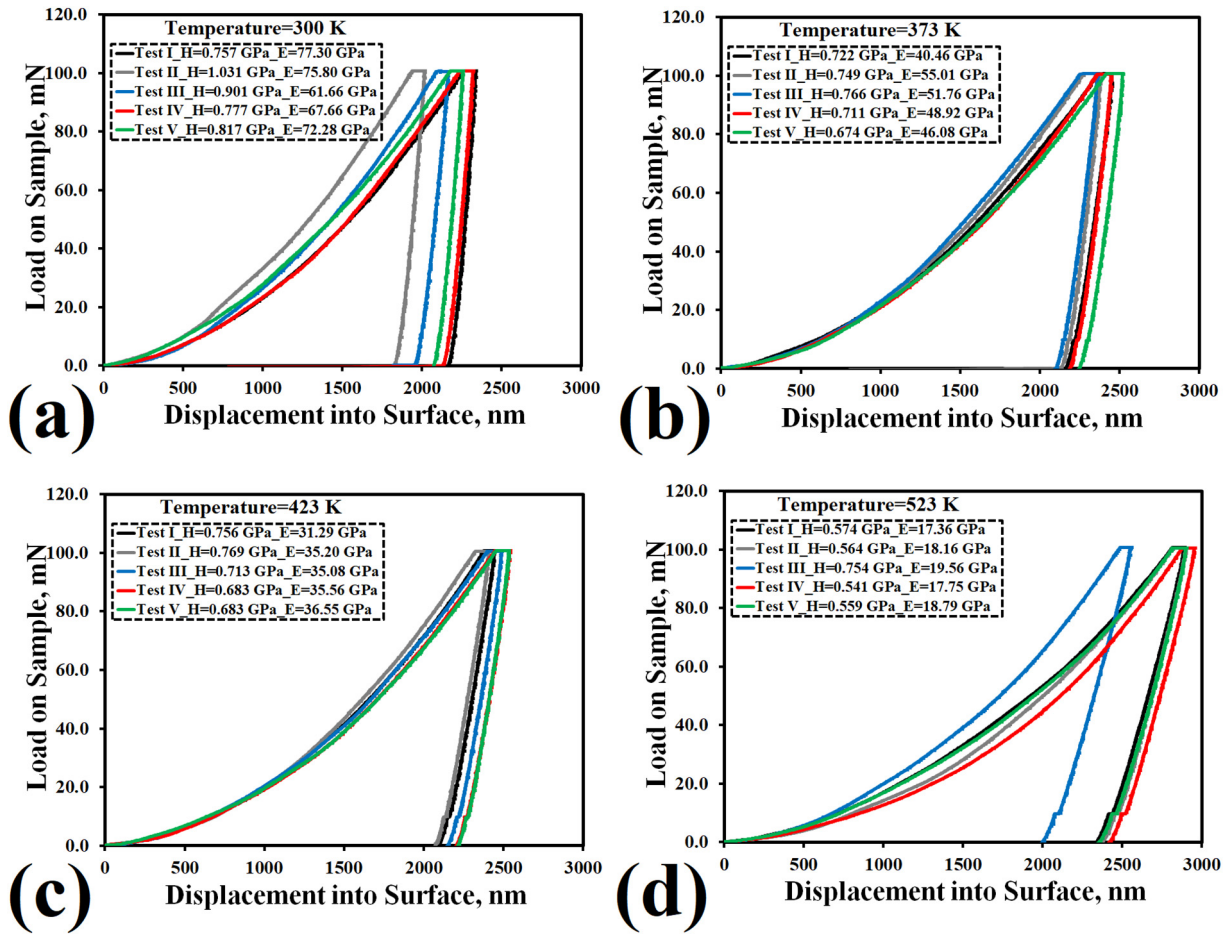 Temperature=300 K
Test I_H=0.757 GPa_E=77.30 GPa
Test II_H=1.031 GPa_E=75.80 GPa
Test III_H=0.901 GPa_E=61.66 GPa
Test IV_H=0.777 GPa_E=67.66 GPa
Test V_H=0.817 GPa_E=72.28 GPa
120.0
100.0
80.0
60.0
40.0
20.0
0.0
Load on Sample, mN
0 500 1000 1500 2000 2500 3000
Displacement into Surface, nm
(a)
Temperature=373 K
Test I_H=0.722 GPa_E=40.46 GPa
Test II_H=0.749 GPa_E=55.01 GPa
Test III_H=0.766 GPa_E=51.76 GPa
Test IV_H=0.711 GPa_E=48.92 GPa
Test V_H=0.674 GPa_E=46.08 GPa
120.0
100.0
80.0
60.0
40.0
20.0
0.0
Load on Sample, mN
0 500 1000 1500 2000 2500 3000
Displacement into Surface, nm
(b)
Temperature=423 K
Test I_H=0.756 GPa_E=31.29 GPa
Test II_H=0.769 GPa_E=35.20 GPa
Test III_H=0.713 GPa_E=35.08 GPa
Test IV_H=0.683 GPa_E=35.56 GPa
Test V_H=0.683 GPa_E=36.55 GPa
120.0
100.0
80.0
60.0
40.0
20.0
0.0
Load on Sample, mN
0 500 1000 1500 2000 2500 3000
Displacement into Surface, nm
(c)
Temperature=523 K
Test I_H=0.574 GPa_E=17.36 GPa
Test II_H=0.564 GPa_E=18.16 GPa
Test III_H=0.754 GPa_E=19.56 GPa
Test IV_H=0.541 GPa_E=17.75 GPa
Test V_H=0.559 GPa_E=18.79 GPa
120.0
100.0
80.0
60.0
40.0
20.0
0.0
Load on Sample, mN
0 500 1000 1500 2000 2500 3000
Displacement into Surface, nm
(d)